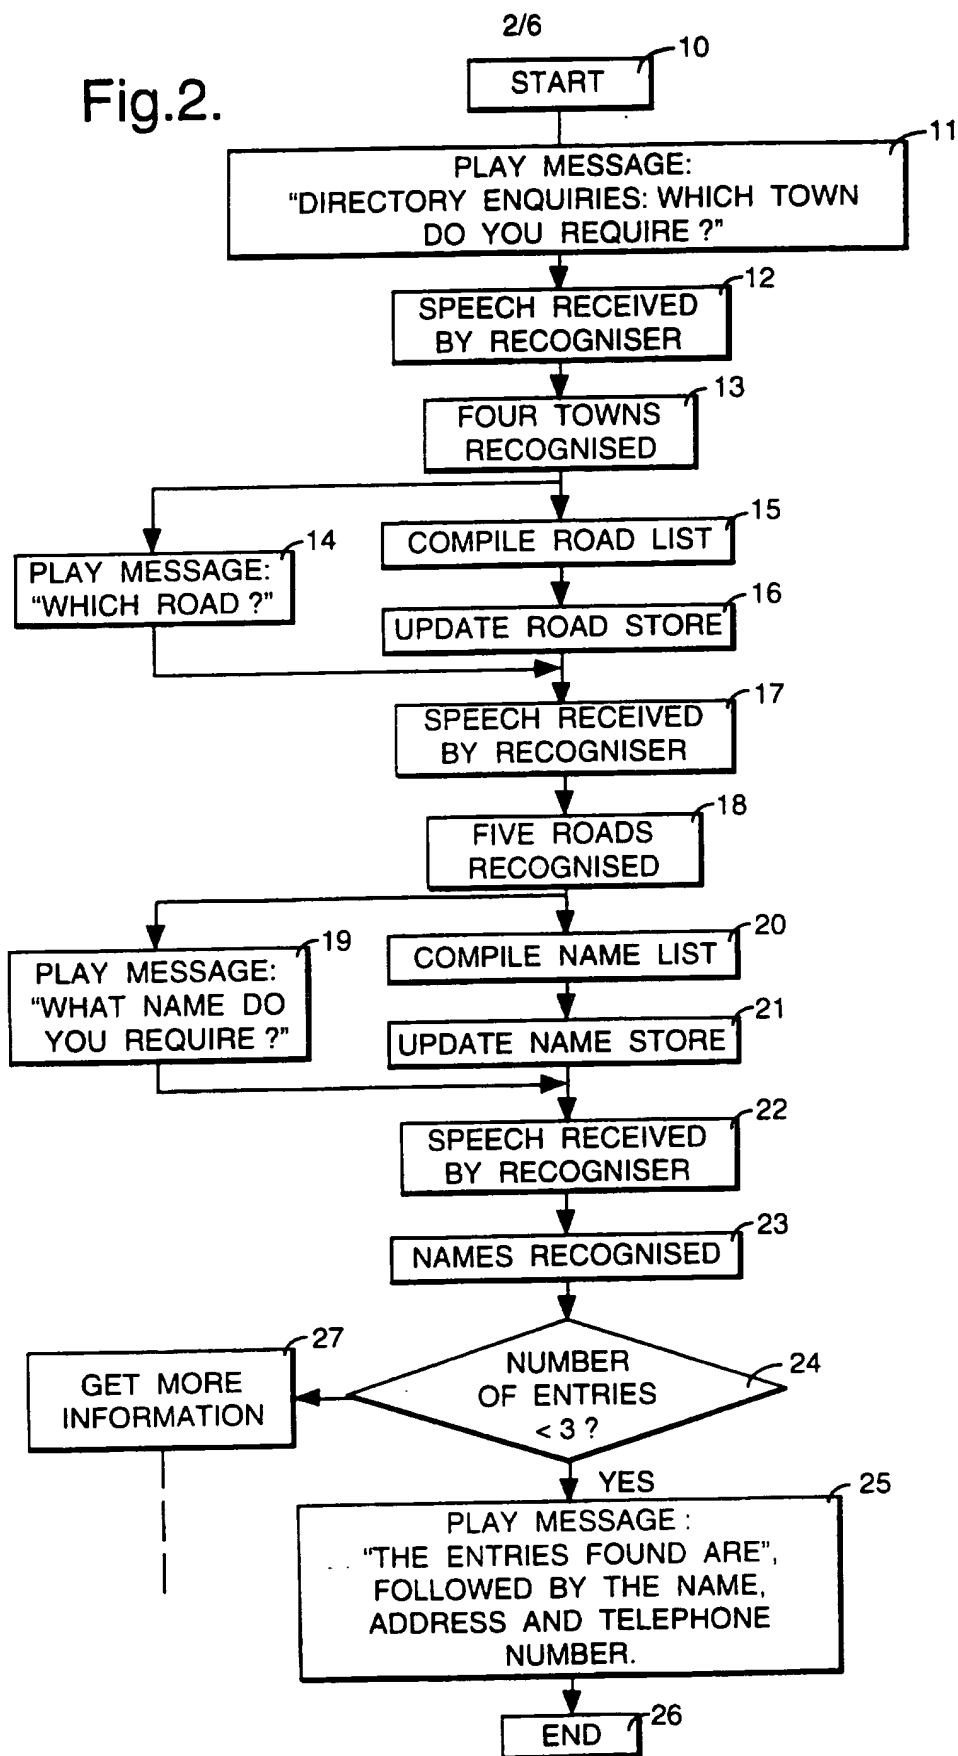 2/6
Fig.2.
10
START
11
PLAY MESSAGE:
“DIRECTORY ENQUIRIES: WHICH TOWN
DO YOU REQUIRE ?”
12
SPEECH RECEIVED
BY RECOGNISER
13
FOUR TOWNS
RECOGNISED
14
PLAY MESSAGE:
“WHICH ROAD ?”
15
COMPILE ROAD LIST
16
UPDATE ROAD STORE
17
SPEECH RECEIVED
BY RECOGNISER
18
FIVE ROADS
RECOGNISED
19
PLAY MESSAGE:
“WHAT NAME DO
YOU REQUIRE ?”
20
COMPILE NAME LIST
21
UPDATE NAME STORE
22
SPEECH RECEIVED
BY RECOGNISER
23
NAMES RECOGNISED
24
NUMBER
OF ENTRIES
< 3 ?
27
GET MORE
INFORMATION
YES
25
PLAY MESSAGE :
“THE ENTRIES FOUND ARE”,
FOLLOWED BY THE NAME,
ADDRESS AND TELEPHONE
NUMBER.
26
END